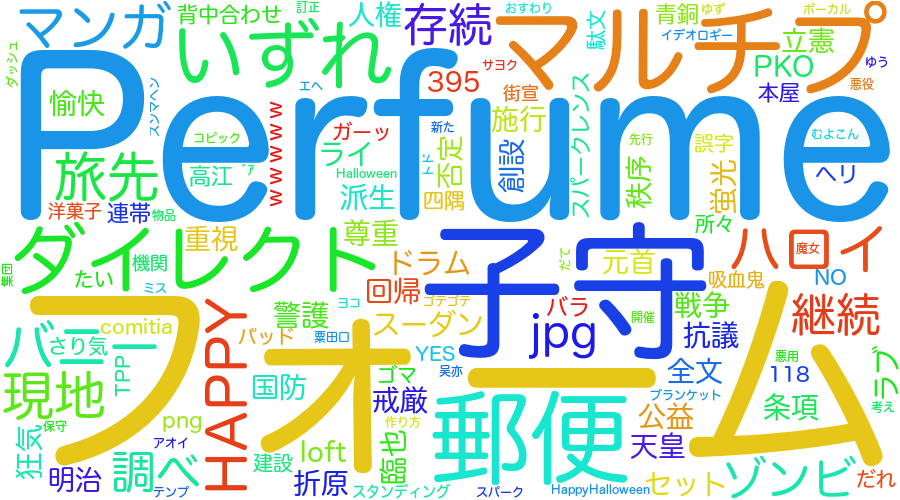 Perfume
マンガ
背中合わせ
訂正
人権
存続
おすわり
駄文
マルチプ
青銅
ゆず
イデオロギー
立憲
ボーカル
PKO
ゆう
悪役
本屋
ダッシュ
愉快
スンマヘン
いずれ
エヘ
395
サヨク
街宣
施行
スパークレンス
先行
誤字
むよこん
ヘリ
コピック
wwwww
ガーッ
新た
ライ
否定
創設
秩序
蛍光
旅先
高江
Halloween
派生
四隅
洋菓子
連帯
物品
重視
尊重
所々
ダイレクト
機関
たい
集団
ミス
ドラム
子守
だて
元首
ハロイ
魔女
吸血鬼
NO
回帰
ヨコ
ゴテゴテ
バラ
開催
戦争
継続
警護
comitia
粟田口
パッド
スーダン
jpg
抗議
バー
さり気
HAPPY
YES
吴亦
悪用
118
ラブ
TPP
フォーム
現地
国防
ゴマ
戒厳
全文
ブランケット
条項
考え
png
作り方
郵便
公益
狂気
保守
アオイ
loft
臨也
天皇
明治
調べ
建設
折原
スタンディング
スパーク
HappyHalloween
セット
ゾンビ
だれ
テンプ